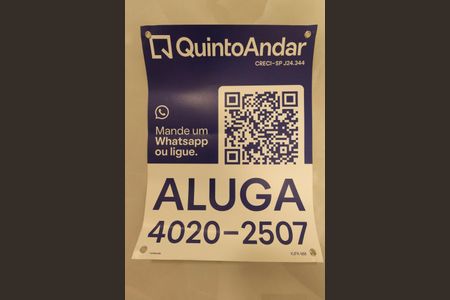 QuintoAndar
CRECI-SP J24.344
Mande um
Whatsapp
ou ligue.
ALUGA
4020-2507